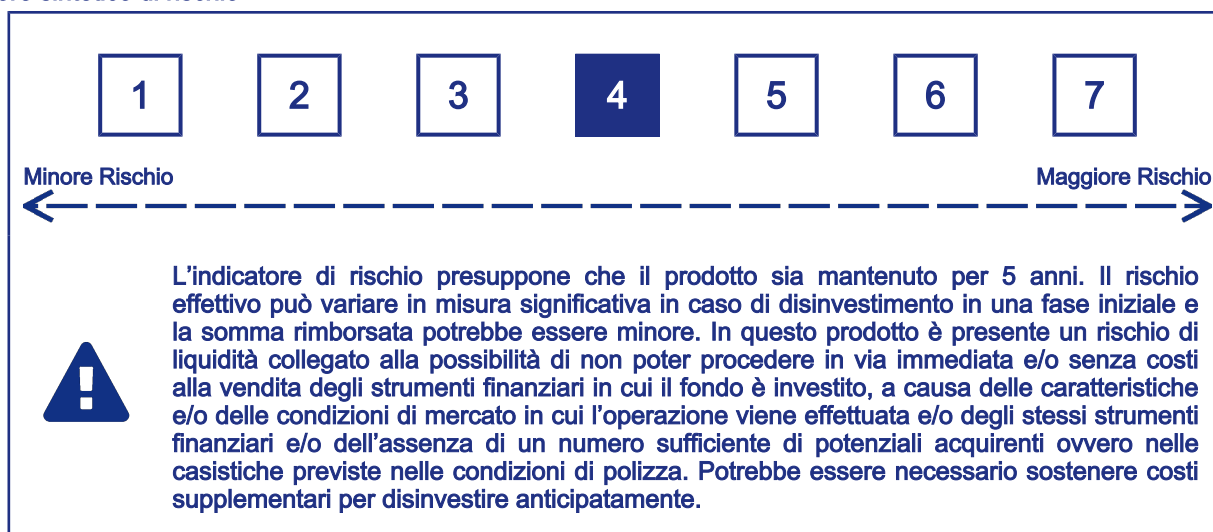 sintetico di rischio
1 2 3 4 5 6 7
Minore Rischio Maggiore Rischio
L'indicatore di rischio presuppone che il prodotto sia mantenuto per 5 anni. Il rischio
effettivo può variare in misura significativa in caso di disinvestimento in una fase iniziale e
la somma rimborsata potrebbe essere minore. In questo prodotto è presente un rischio di
liquidità collegato alla possibilità di non poter procedere in via immediata e/o senza costi
alla vendita degli strumenti finanziari in cui il fondo è investito, a causa delle caratteristiche
e/o delle condizioni di mercato in cui l'operazione viene effettuata e/o degli stessi strumenti
finanziari e/o dell'assenza di un numero sufficiente di potenziali acquirenti ovvero nelle
casistiche previste nelle condizioni di polizza. Potrebbe essere necessario sostenere costi
supplementari per disinvestire anticipatamente.